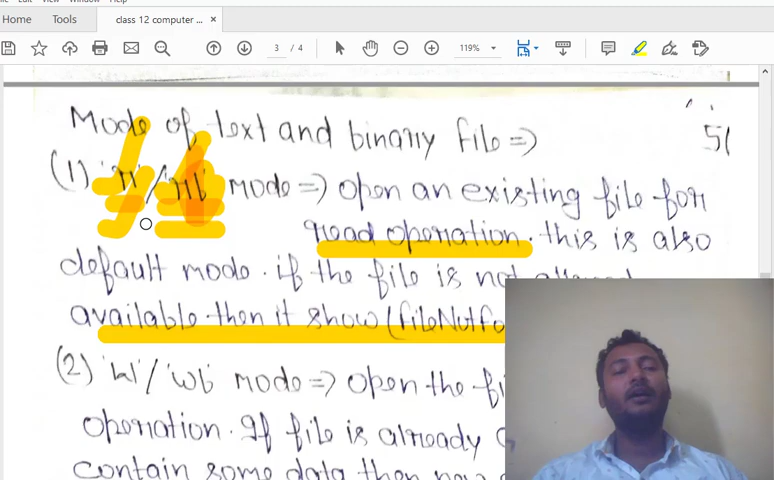 File Edit View Window Help
Home Tools class 12 computer ... ×
3 / 4 119%
Mode of text and binary file =>
51
(1) 'r'/'rb' mode => open an existing file for
read operation. this is also
default mode. if the file is not
available then it show (fileNotfo
(2) 'w'/'wb' mode => open the fi
operation. If file is already
contain some data then new